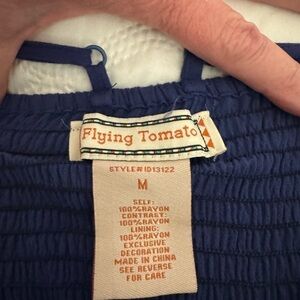 Flying Tomato
STYLE# ID13122
M
SELF:
100%RAYON
CONTRAST:
100%RAYON
LINING:
100%RAYON
EXCLUSIVE
DECORATION
MADE IN CHINA
SEE REVERSE
FOR CARE